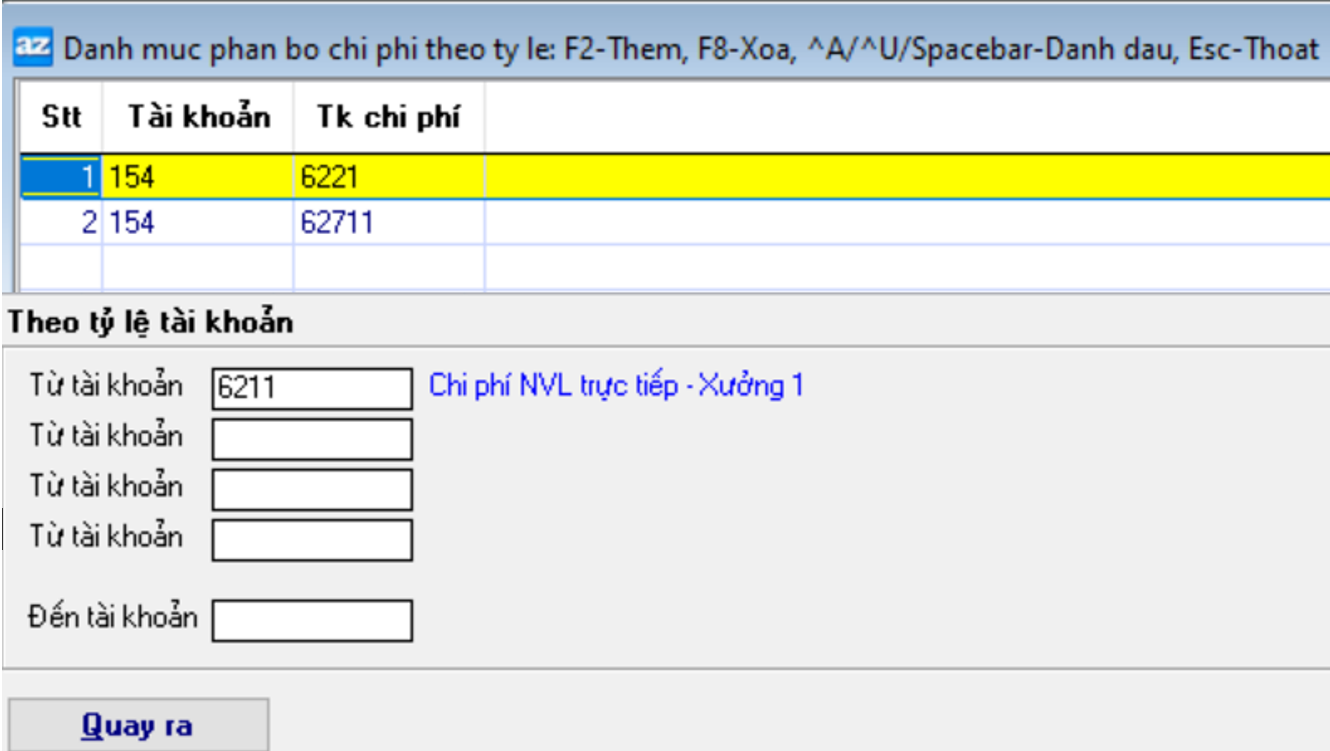 az Danh muc phan bo chi phi theo ty le: F2-Them, F8-Xoa, ^A/^U/Spacebar-Danh dau, Esc-Thoat
Stt Tài khoản Tk chi phí
1 154 6221
2 154 62711
Theo tỷ lệ tài khoản
Từ tài khoản 6211 Chi phí NVL trực tiếp - Xưởng 1
Từ tài khoản
Từ tài khoản
Từ tài khoản
Đến tài khoản
Quay ra